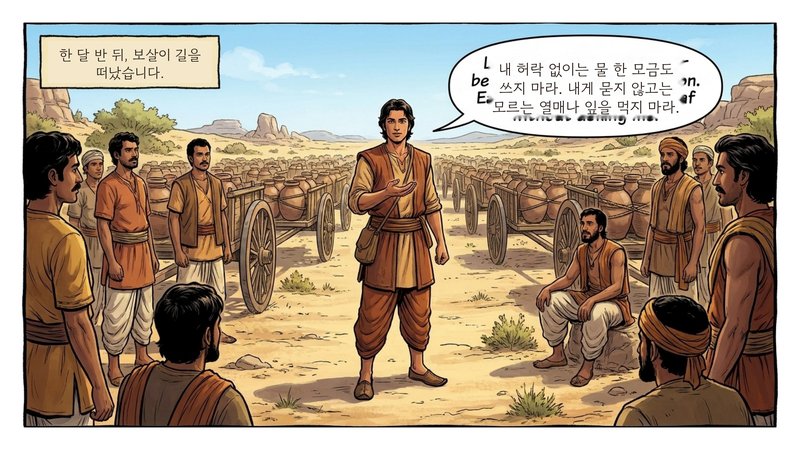 한 달 반 뒤, 보살이 길을
떠났습니다.
내 허락 없이는 물 한 모금도
쓰지 마라. 내게 묻지 않고는
모르는 열매나 잎을 먹지 마라.